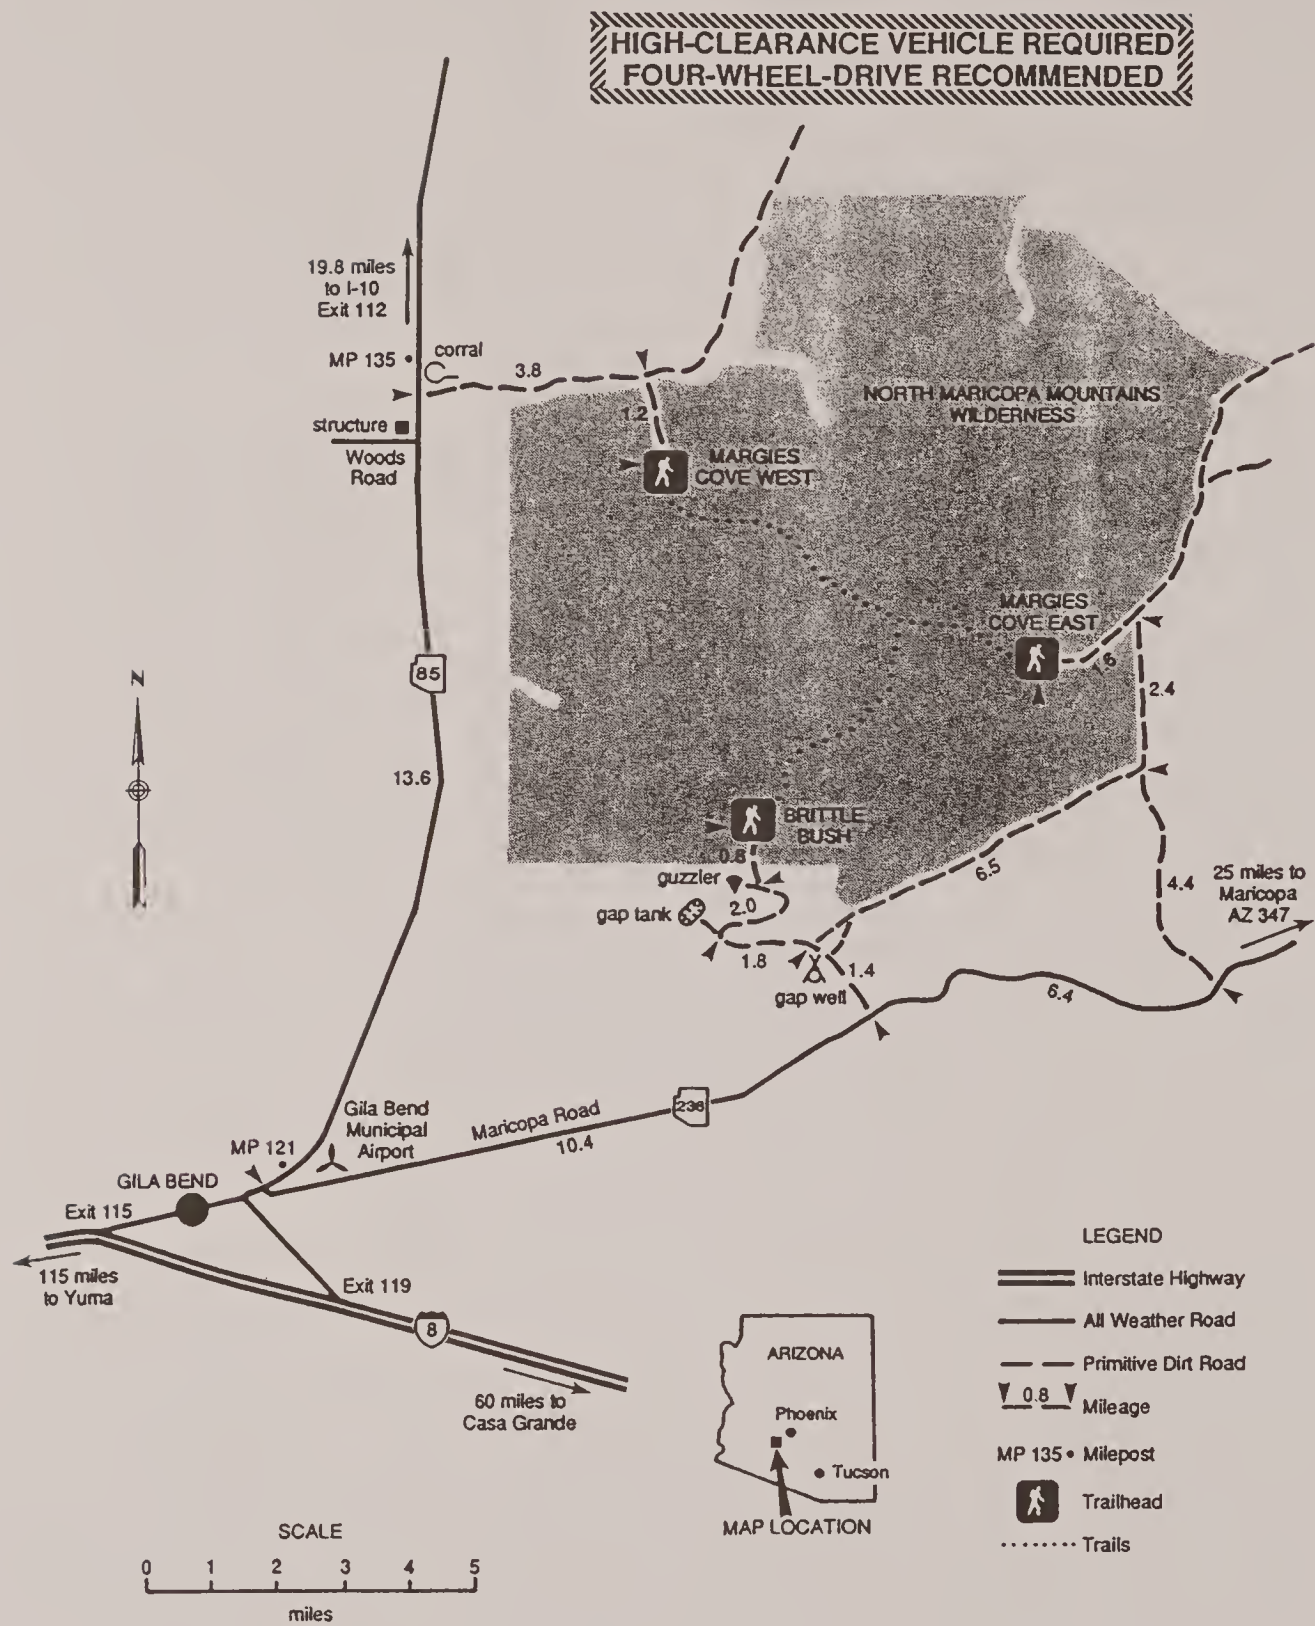 HIGH-CLEARANCE VEHICLE REQUIRED
FOUR-WHEEL-DRIVE RECOMMENDED
19.8 miles
to I-10
Exit 112
MP 135
corral
3.8
structure
Woods
Road
1.2
MARGIES
COVE WEST
NORTH MARICOPA MOUNTAINS
WILDERNESS
MARGIES
COVE EAST
1.6
2.4
N
85
13.6
BRITTLE
BUSH
0.8
guzzler
gap tank
2.0
1.8
gap well
1.4
6.5
4.4
25 miles to
Maricopa
AZ 347
6.4
238
Maricopa Road
10.4
Gila Bend
Municipal
Airport
MP 121
GILA BEND
Exit 115
115 miles
to Yuma
Exit 119
8
60 miles to
Casa Grande
ARIZONA
Phoenix
Tucson
MAP LOCATION
LEGEND
Interstate Highway
All Weather Road
Primitive Dirt Road
0.8 Mileage
MP 135 Milepost
Trailhead
Trails
SCALE
0 1 2 3 4 5
miles